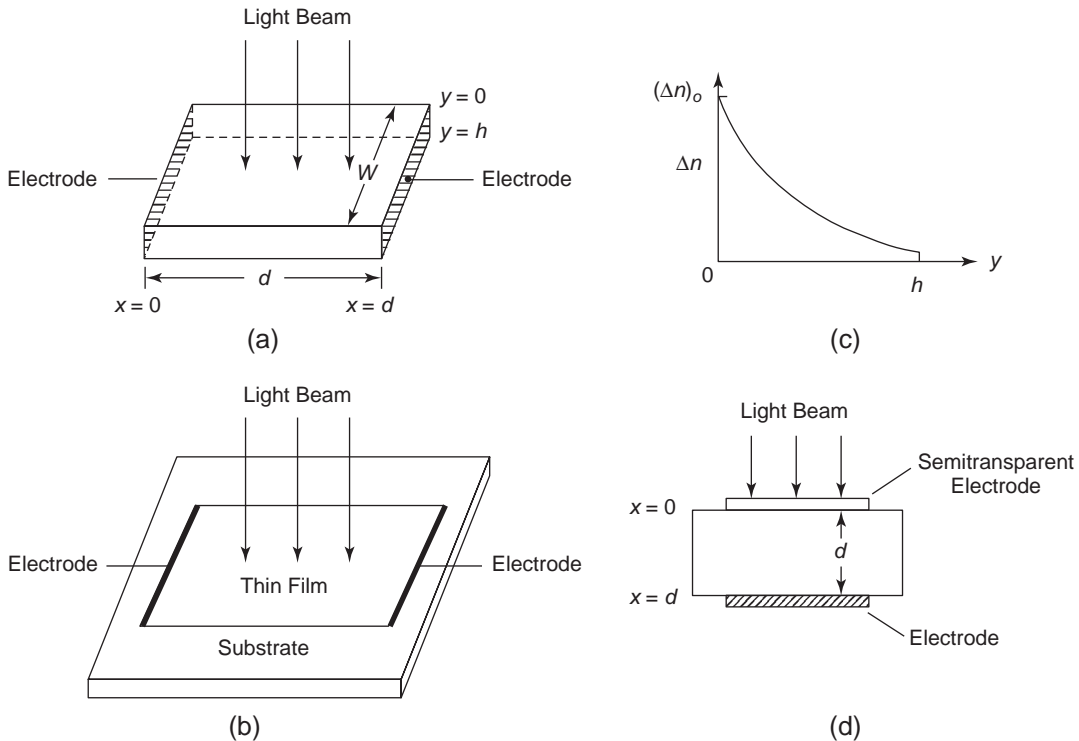 Light Beam
y = 0
y = h
Electrode
W
Electrode
d
x = 0
x = d
(a)
(Δn)o
Δn
0
h
y
(c)
Light Beam
Electrode
Electrode
Thin Film
Substrate
(b)
Light Beam
Semitransparent
Electrode
x = 0
d
x = d
Electrode
(d)